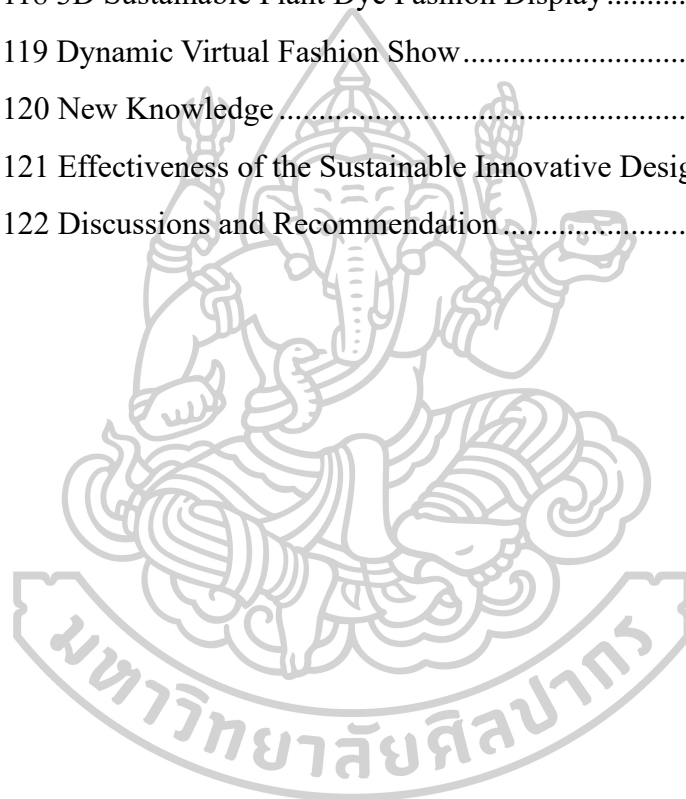 118 3D Sustainable Plant Dye Fashion Display..........
119 Dynamic Virtual Fashion Show..........................
120 New Knowledge................................................
121 Effectiveness of the Sustainable Innovative Desig
122 Discussions and Recommendation......................
มหาวิทยาลัยศิลปากร